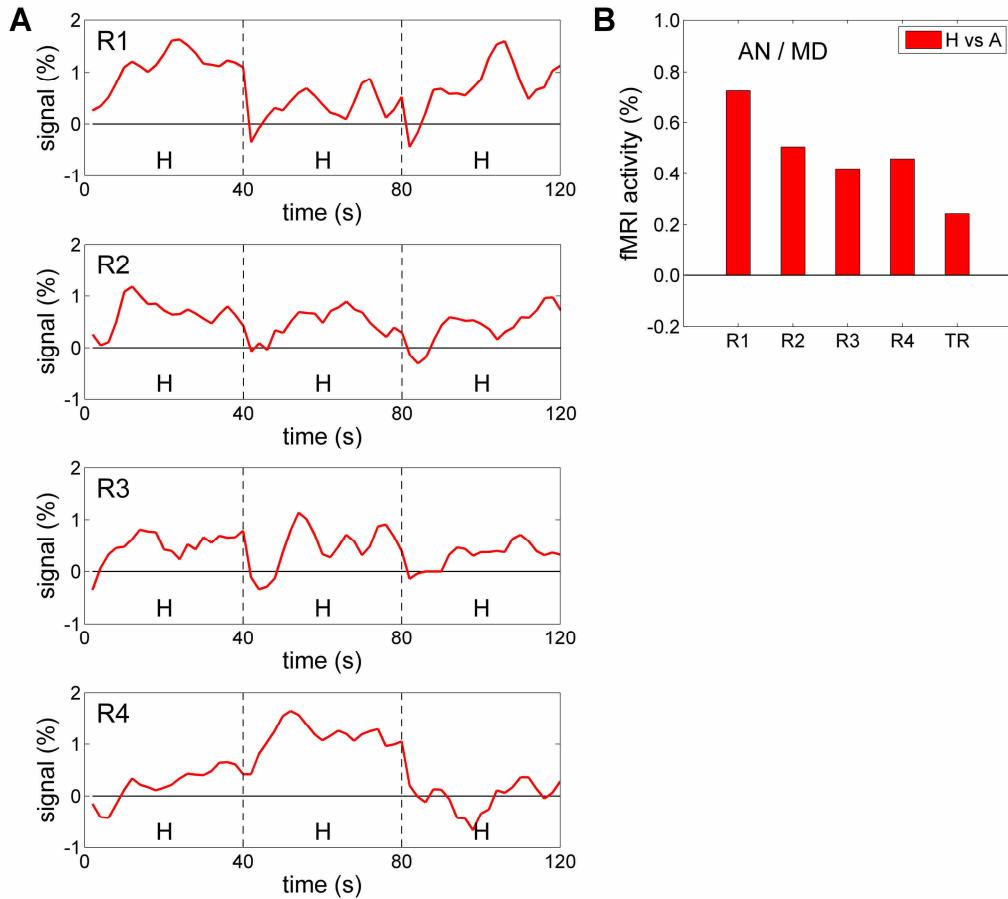 A
R1
signal (%)
2
1
0
-1
H H H
0 40 80 120
time (s)
R2
signal (%)
2
1
0
-1
H H H
0 40 80 120
time (s)
R3
signal (%)
2
1
0
-1
H H H
0 40 80 120
time (s)
R4
signal (%)
2
1
0
-1
H H H
0 40 80 120
time (s)
B
H vs A
AN / MD
fMRI activity (%)
1.0
0.8
0.6
0.4
0.2
0.0
-0.2
R1 R2 R3 R4 TR